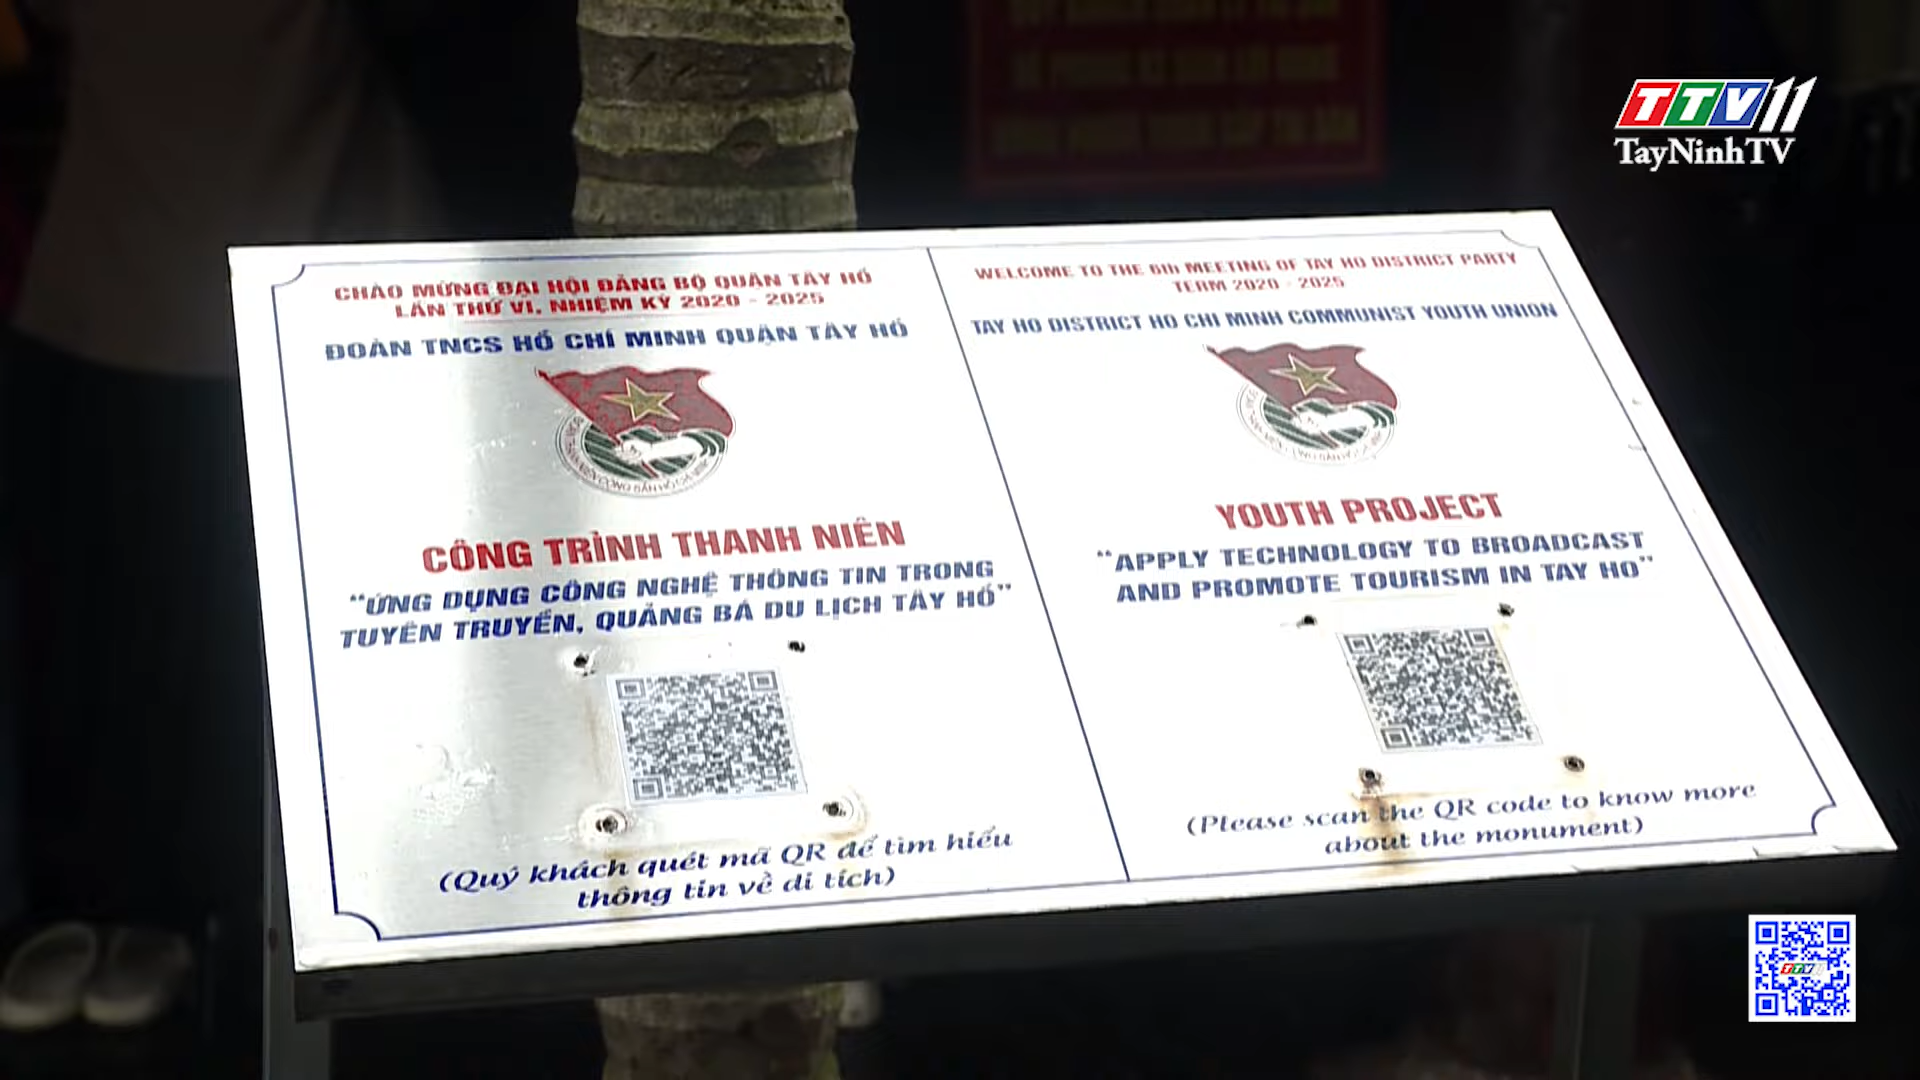 TTV11
TayNinhTV
CHÀO MỪNG ĐẠI HỘI ĐẢNG BỘ QUẬN TÂY HỒ
LẦN THỨ VI, NHIỆM KỲ 2020 - 2025
ĐOÀN TNCS HỒ CHÍ MINH QUẬN TÂY HỒ
CÔNG TRÌNH THANH NIÊN
"ỨNG DỤNG CÔNG NGHỆ THÔNG TIN TRONG
TUYÊN TRUYỀN, QUẢNG BÁ DU LỊCH TÂY HỒ"
(Quý khách quét mã QR để tìm hiểu
thông tin về di tích)
WELCOME TO THE 6th MEETING OF TAY HO DISTRICT PARTY
TERM 2020 - 2025
TAY HO DISTRICT HO CHI MINH COMMUNIST YOUTH UNION
YOUTH PROJECT
"APPLY TECHNOLOGY TO BROADCAST
AND PROMOTE TOURISM IN TAY HO"
(Please scan the QR code to know more
about the monument)
TTV11